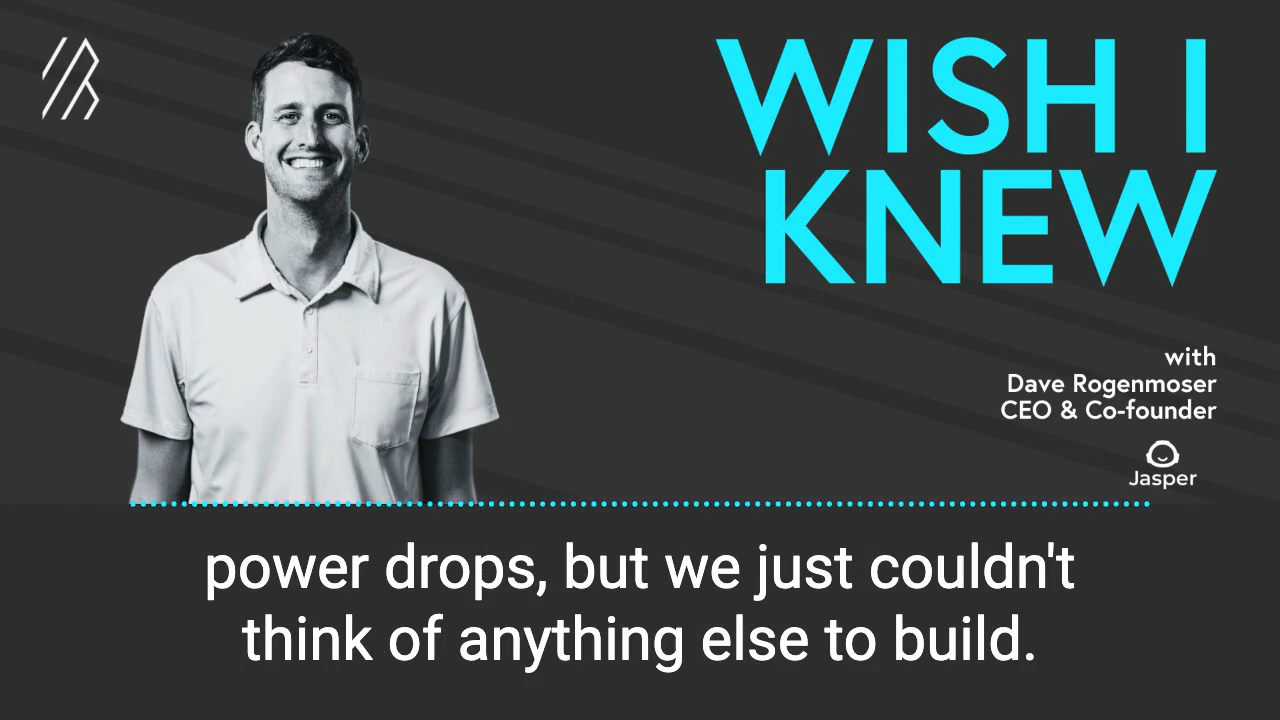 WISH I
KNEW
with
Dave Rogenmoser
CEO & Co-founder
Jasper
power drops, but we just couldn't
think of anything else to build.